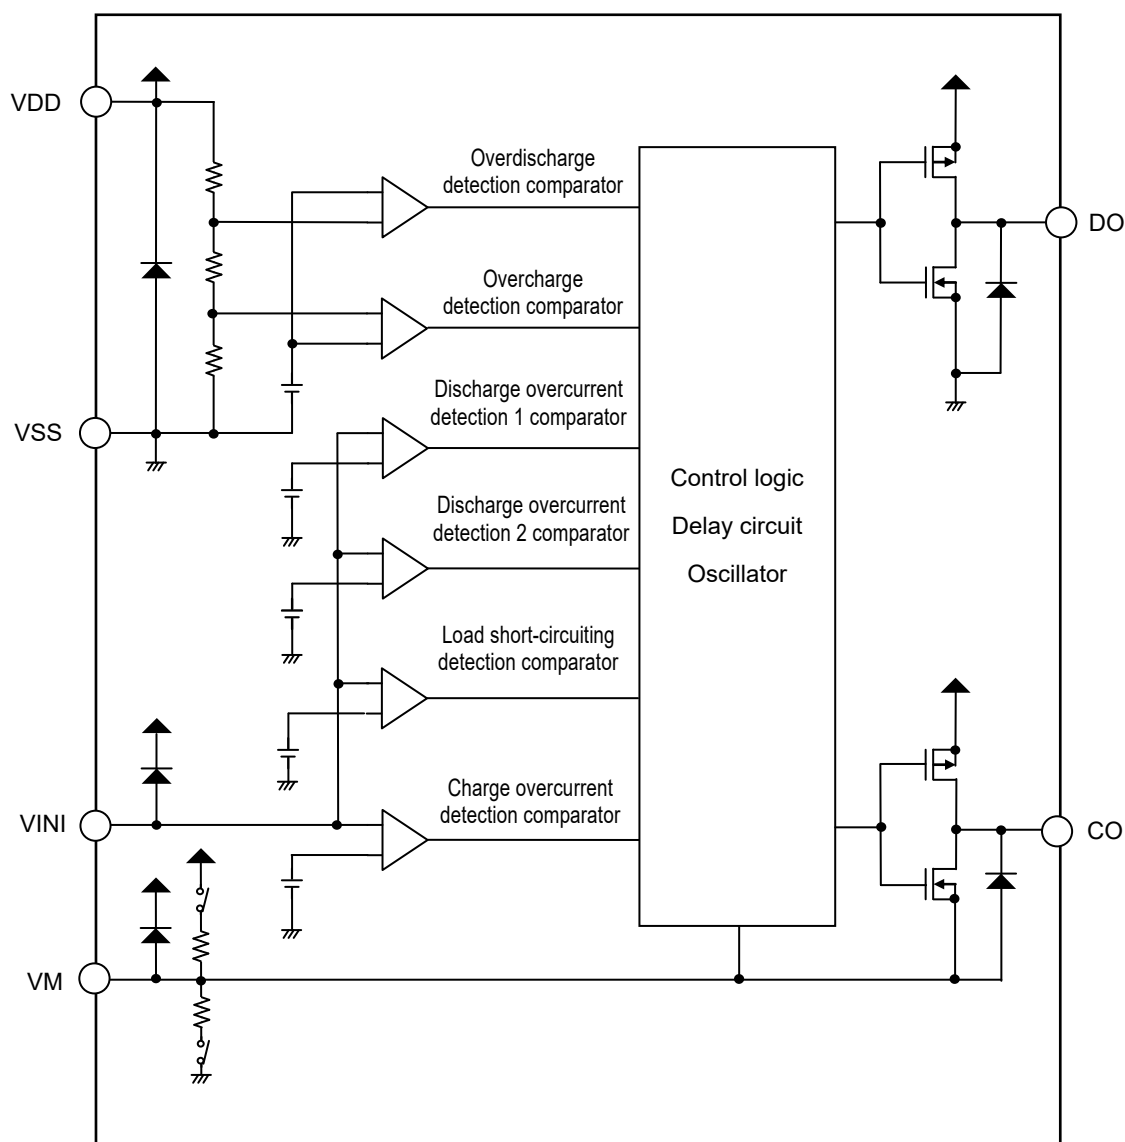 VDD
Overdischarge
detection comparator
DO
Overcharge
detection comparator
Discharge overcurrent
detection 1 comparator
VSS
Control logic
Delay circuit
Oscillator
Discharge overcurrent
detection 2 comparator
Load short-circuiting
detection comparator
Charge overcurrent
detection comparator
VINI
CO
VM